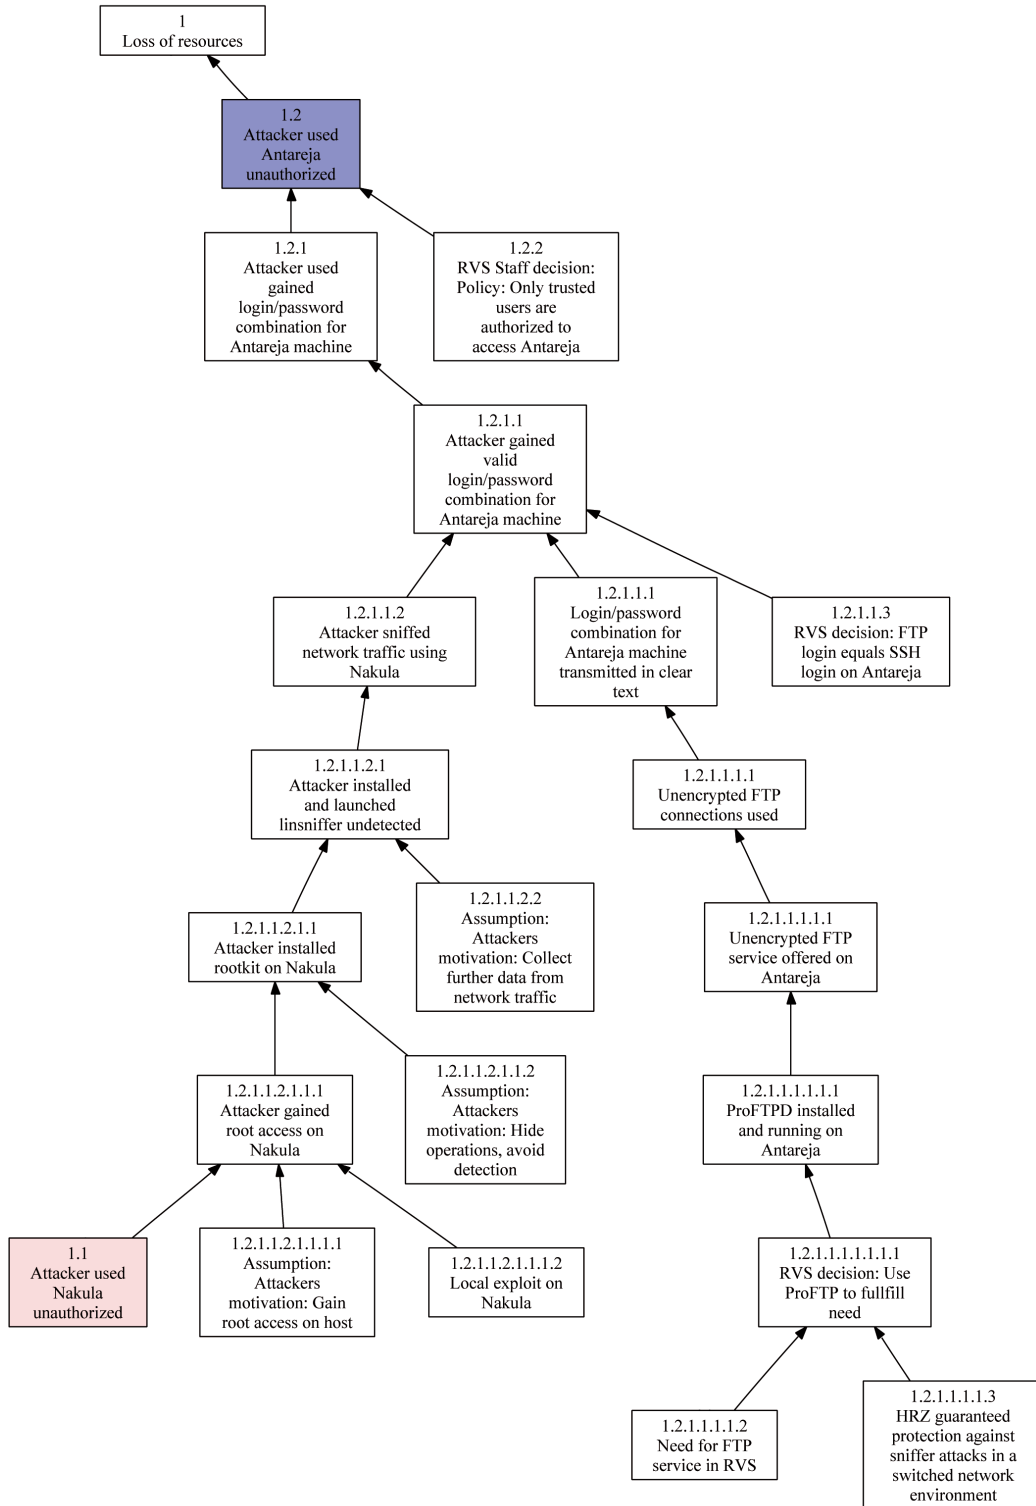 1
Loss of resources
1.2
Attacker used
Antareja
unauthorized
1.2.1
Attacker used
gained
login/password
combination for
Antareja machine
1.2.2
RVS Staff decision:
Policy: Only trusted
users are
authorized to
access Antareja
1.2.1.1
Attacker gained
valid
login/password
combination for
Antareja machine
1.2.1.1.2
Attacker sniffed
network traffic using
Nakula
1.2.1.1.1
Login/password
combination for
Antareja machine
transmitted in clear
text
1.2.1.1.3
RVS decision: FTP
login equals SSH
login on Antareja
1.2.1.1.2.1
Attacker installed
and launched
linsniffer undetected
1.2.1.1.1.1
Unencrypted FTP
connections used
1.2.1.1.2.1.1
Attacker installed
rootkit on Nakula
1.2.1.1.2.2
Assumption:
Attackers
motivation: Collect
further data from
network traffic
1.2.1.1.1.1.1
Unencrypted FTP
service offered on
Antareja
1.2.1.1.2.1.1.1
Attacker gained
root access on
Nakula
1.2.1.1.2.1.1.2
Assumption:
Attackers
motivation: Hide
operations, avoid
detection
1.2.1.1.1.1.1.1
ProFTPD installed
and running on
Antareja
1.1
Attacker used
Nakula
unauthorized
1.2.1.1.2.1.1.1.1
Assumption:
Attackers
motivation: Gain
root access on host
1.2.1.1.2.1.1.1.2
Local exploit on
Nakula
1.2.1.1.1.1.1.1.1
RVS decision: Use
ProFTP to fullfill
need
1.2.1.1.1.1.2
Need for FTP
service in RVS
1.2.1.1.1.1.3
HRZ guaranteed
protection against
sniffer attacks in a
switched network
environment